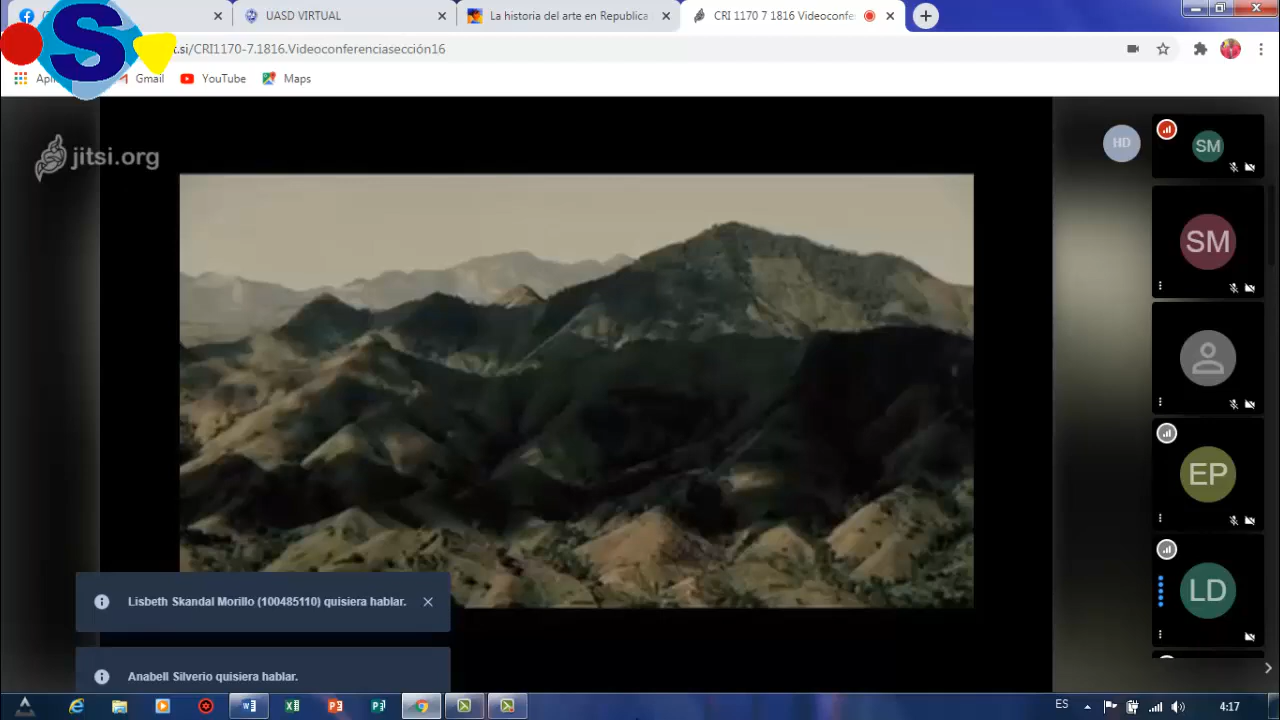 S
UASD VIRTUAL
La historia del arte en Republica
CRI 1170 7 1816 Videoconfe
t.si/CRI1170-7.1816.Videoconferenciasección16
Gmail
YouTube
Maps
jitsi.org
HD
SM
SM
EP
LD
Lisbeth Skandal Morillo (100485110) quisiera hablar.
Anabell Silverio quisiera hablar.
ES
4:17